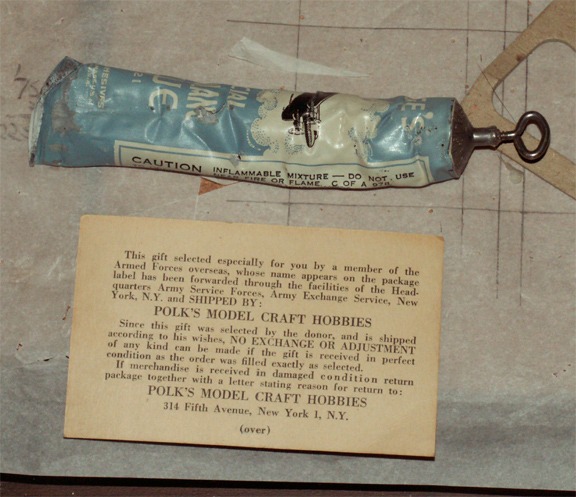 CAUTION INFLAMMABLE MIXTURE — DO NOT USE
NEAR FIRE OR FLAME. C OF A 976
This gift selected especially for you by a member of the
Armed Forces overseas, whose name appears on the package
label has been forwarded through the facilities of the Head-
quarters Army Service Forces, Army Exchange Service, New
York, N.Y. and SHIPPED BY:
POLK'S MODEL CRAFT HOBBIES
Since this gift was selected by the donor, and is shipped
according to his wishes, NO EXCHANGE OR ADJUSTMENT
of any kind can be made if the gift is received in perfect
condition as the order was filled exactly as selected.
If merchandise is received in damaged condition return
package together with a letter stating reason for return to:
POLK'S MODEL CRAFT HOBBIES
314 Fifth Avenue, New York 1, N.Y.
(over)